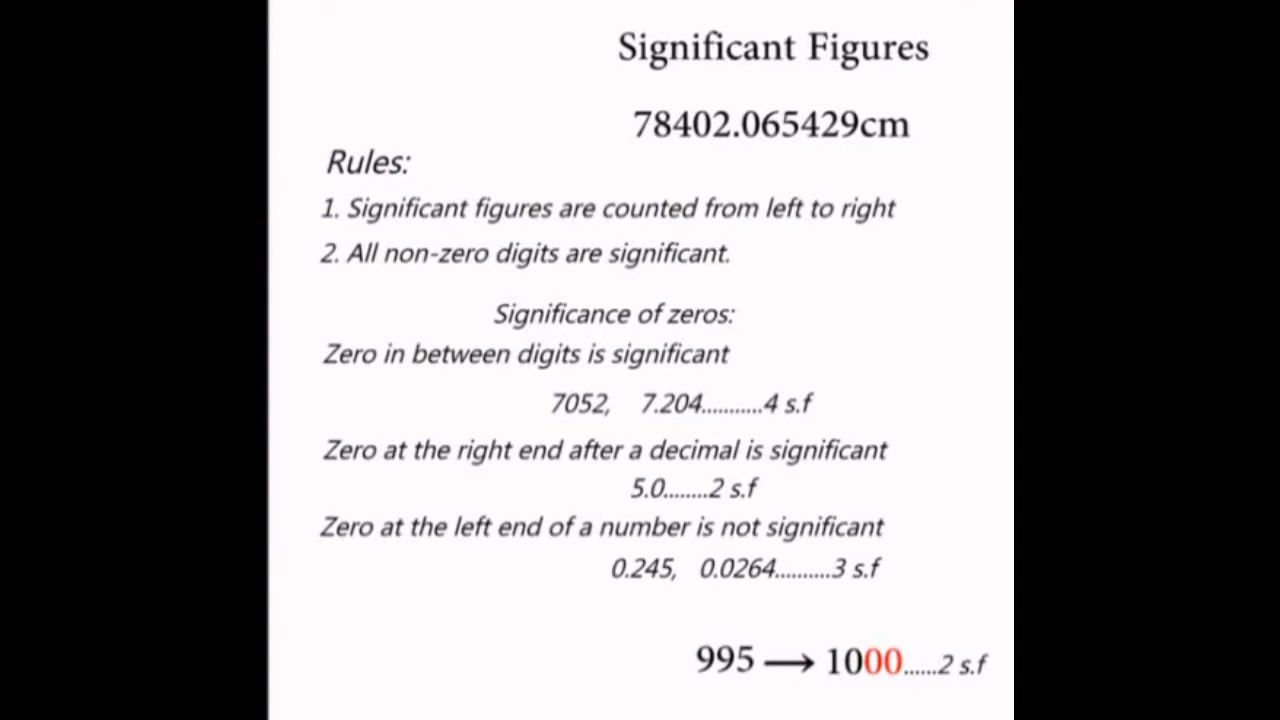 Significant Figures
78402.065429cm
Rules:
1. Significant figures are counted from left to right
2. All non-zero digits are significant.
Significance of zeros:
Zero in between digits is significant
7052, 7.204...........4 s.f
Zero at the right end after a decimal is significant
5.0........2 s.f
Zero at the left end of a number is not significant
0.245, 0.0264..........3 s.f
995 → 1000......2 s.f